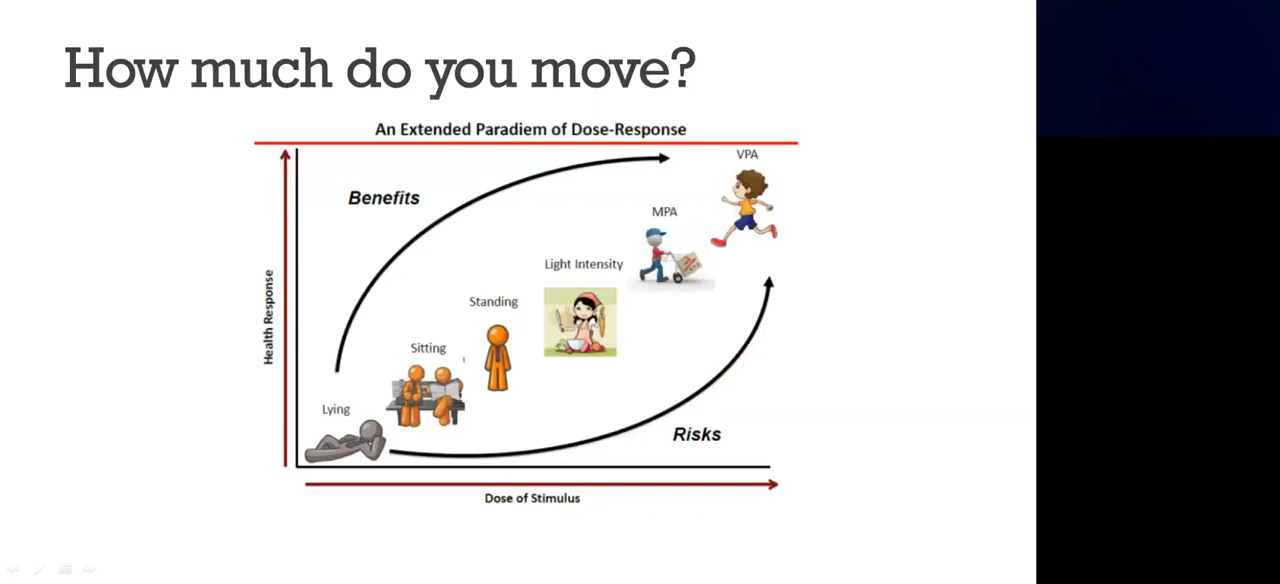 How much do you move?
An Extended Paradiem of Dose-Response
VPA
Benefits
MPA
Light Intensity
Standing
Health Response
Sitting
Lying
Risks
Dose of Stimulus